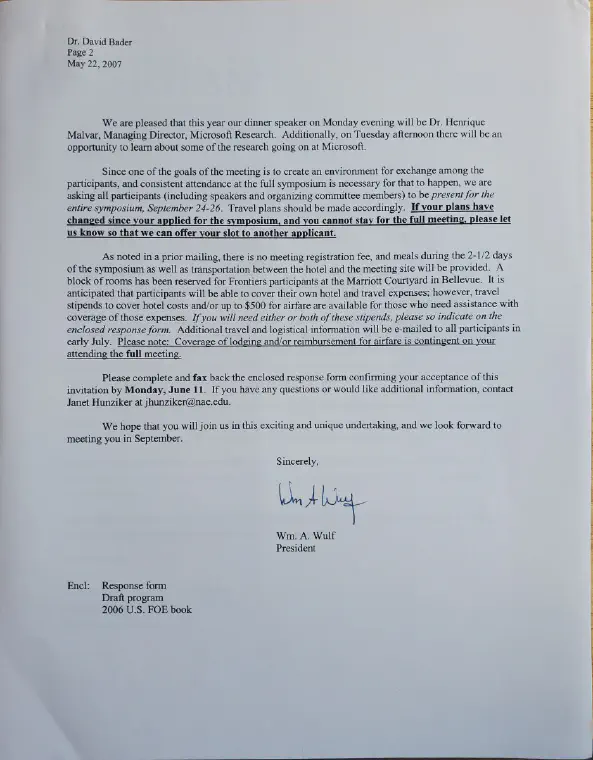 Dr. David Bader
Page 2
May 22, 2007
We are pleased that this year our dinner speaker on Monday evening will be Dr. Henrique
Malvar, Managing Director, Microsoft Research. Additionally, on Tuesday afternoon there will be an
opportunity to learn about some of the research going on at Microsoft.
Since one of the goals of the meeting is to create an environment for exchange among the
participants, and consistent attendance at the full symposium is necessary for that to happen, we are
asking all participants (including speakers and organizing committee members) to be present for the
entire symposium, September 24-26. Travel plans should be made accordingly. If your plans have
changed since your applied for the symposium, and you cannot stay for the full meeting, please let
us know so that we can offer your slot to another applicant.
As noted in a prior mailing, there is no meeting registration fee, and meals during the 2-1/2 days
of the symposium as well as transportation between the hotel and the meeting site will be provided. A
block of rooms has been reserved for Frontiers participants at the Marriott Courtyard in Bellevue. It is
anticipated that participants will be able to cover their own hotel and travel expenses; however, travel
stipends to cover hotel costs and/or up to $500 for airfare are available for those who need assistance with
coverage of those expenses. If you will need either or both of these stipends, please so indicate on the
enclosed response form. Additional travel and logistical information will be e-mailed to all participants in
early July. Please note: Coverage of lodging and/or reimbursement for airfare is contingent on your
attending the full meeting.
Please complete and fax back the enclosed response form confirming your acceptance of this
invitation by Monday, June 11. If you have any questions or would like additional information, contact
Janet Hunziker at jhunziker@nae.edu.
We hope that you will join us in this exciting and unique undertaking, and we look forward to
meeting you in September.
Sincerely,
Wm A Wulf
Wm. A. Wulf
President
Encl: Response form
Draft program
2006 U.S. FOE book